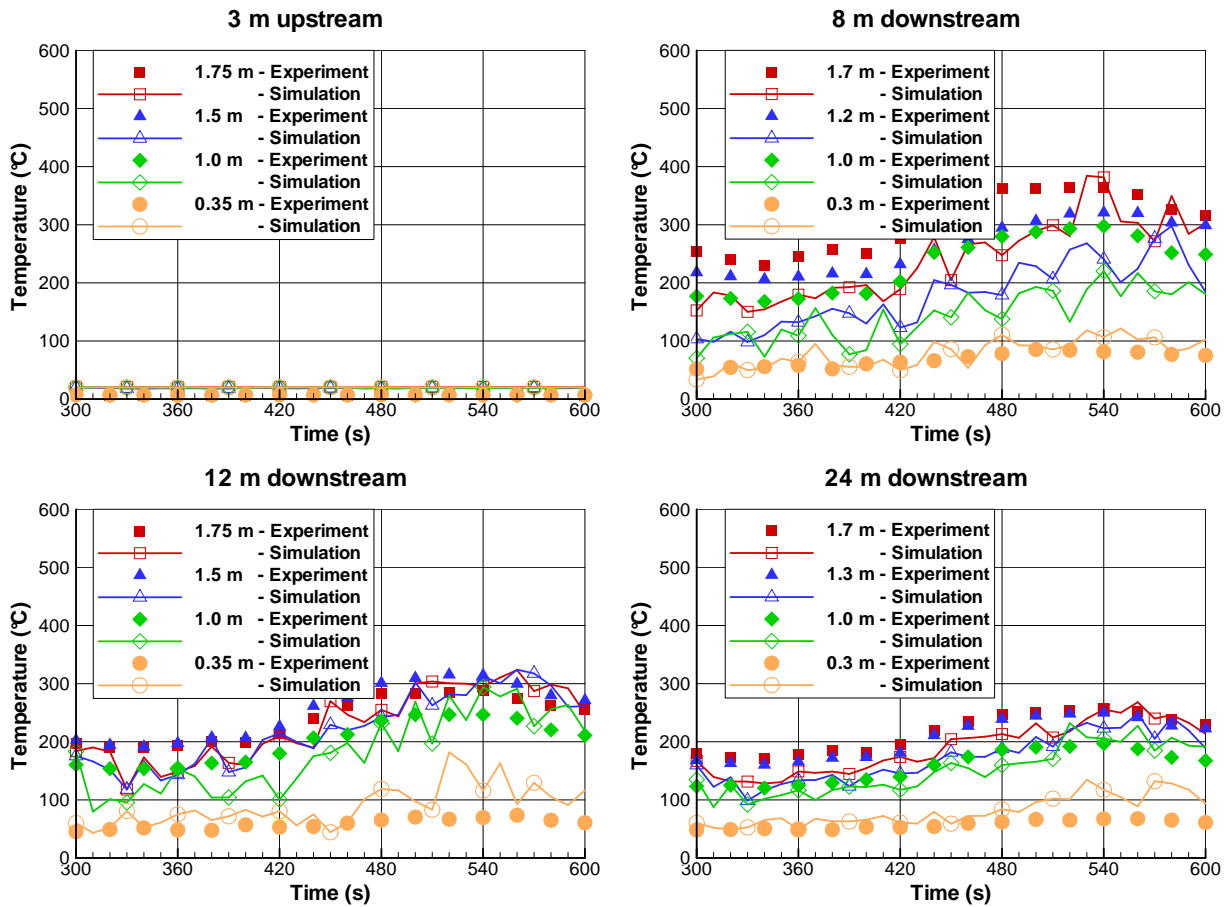 3 m upstream
Temperature (°C)
600
500
400
300
200
100
0
1.75 m - Experiment
- Simulation
1.5 m - Experiment
- Simulation
1.0 m - Experiment
- Simulation
0.35 m - Experiment
- Simulation
300 360 420 480 540 600
Time (s)
8 m downstream
Temperature (°C)
600
500
400
300
200
100
0
1.7 m - Experiment
- Simulation
1.2 m - Experiment
- Simulation
1.0 m - Experiment
- Simulation
0.3 m - Experiment
- Simulation
300 360 420 480 540 600
Time (s)
12 m downstream
Temperature (°C)
600
500
400
300
200
100
0
1.75 m - Experiment
- Simulation
1.5 m - Experiment
- Simulation
1.0 m - Experiment
- Simulation
0.35 m - Experiment
- Simulation
300 360 420 480 540 600
Time (s)
24 m downstream
Temperature (°C)
600
500
400
300
200
100
0
1.7 m - Experiment
- Simulation
1.3 m - Experiment
- Simulation
1.0 m - Experiment
- Simulation
0.3 m - Experiment
- Simulation
300 360 420 480 540 600
Time (s)